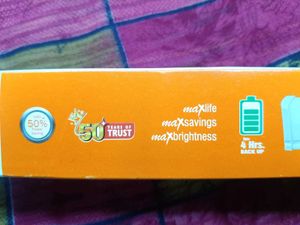 50%
50
YEARS OF
TRUST
maXlife
maXsavings
maXbrightness
4 Hrs.
BACK UP